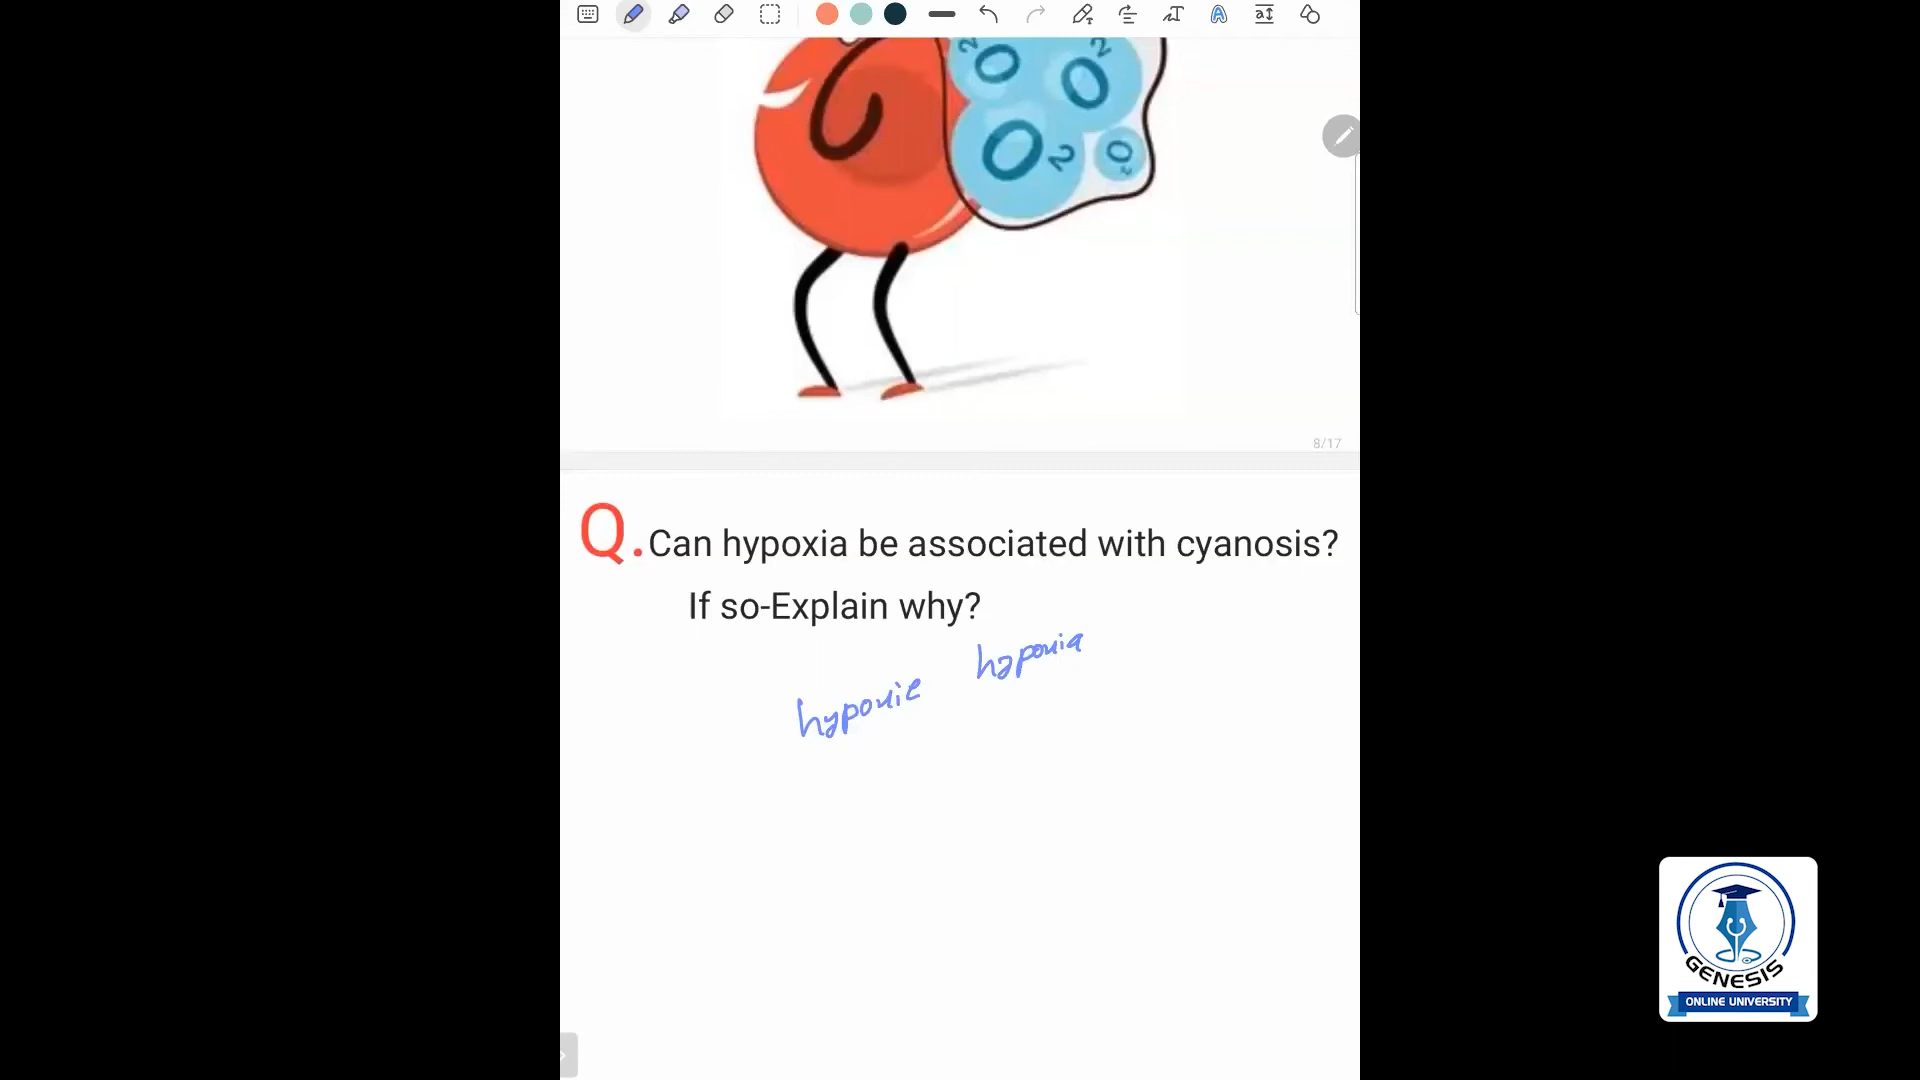 O2
O2
O2
O2
8/17
Q.Can hypoxia be associated with cyanosis?
If so-Explain why?
hypoxia
hypoxie
GENESIS
ONLINE UNIVERSITY